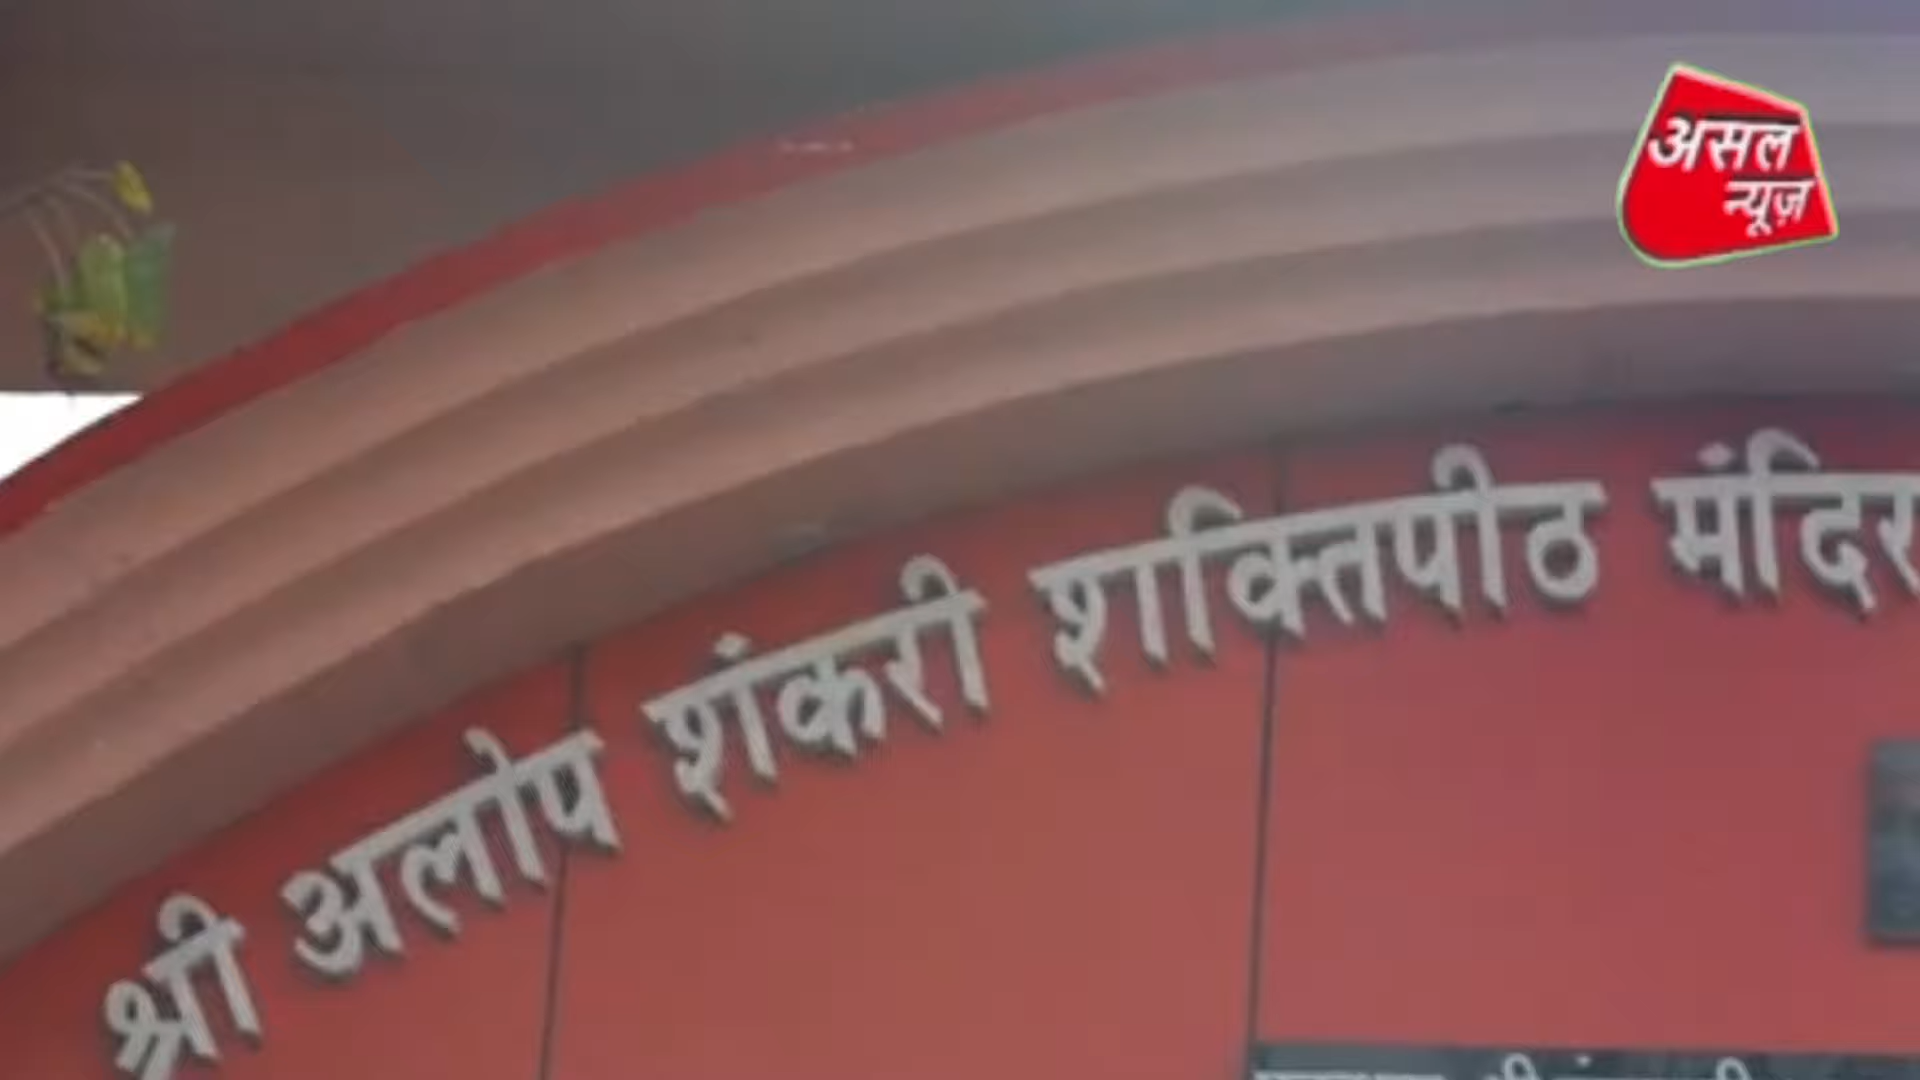 असल
न्यूज़
श्री अलोप शंकरी शक्तिपीठ मंदिर